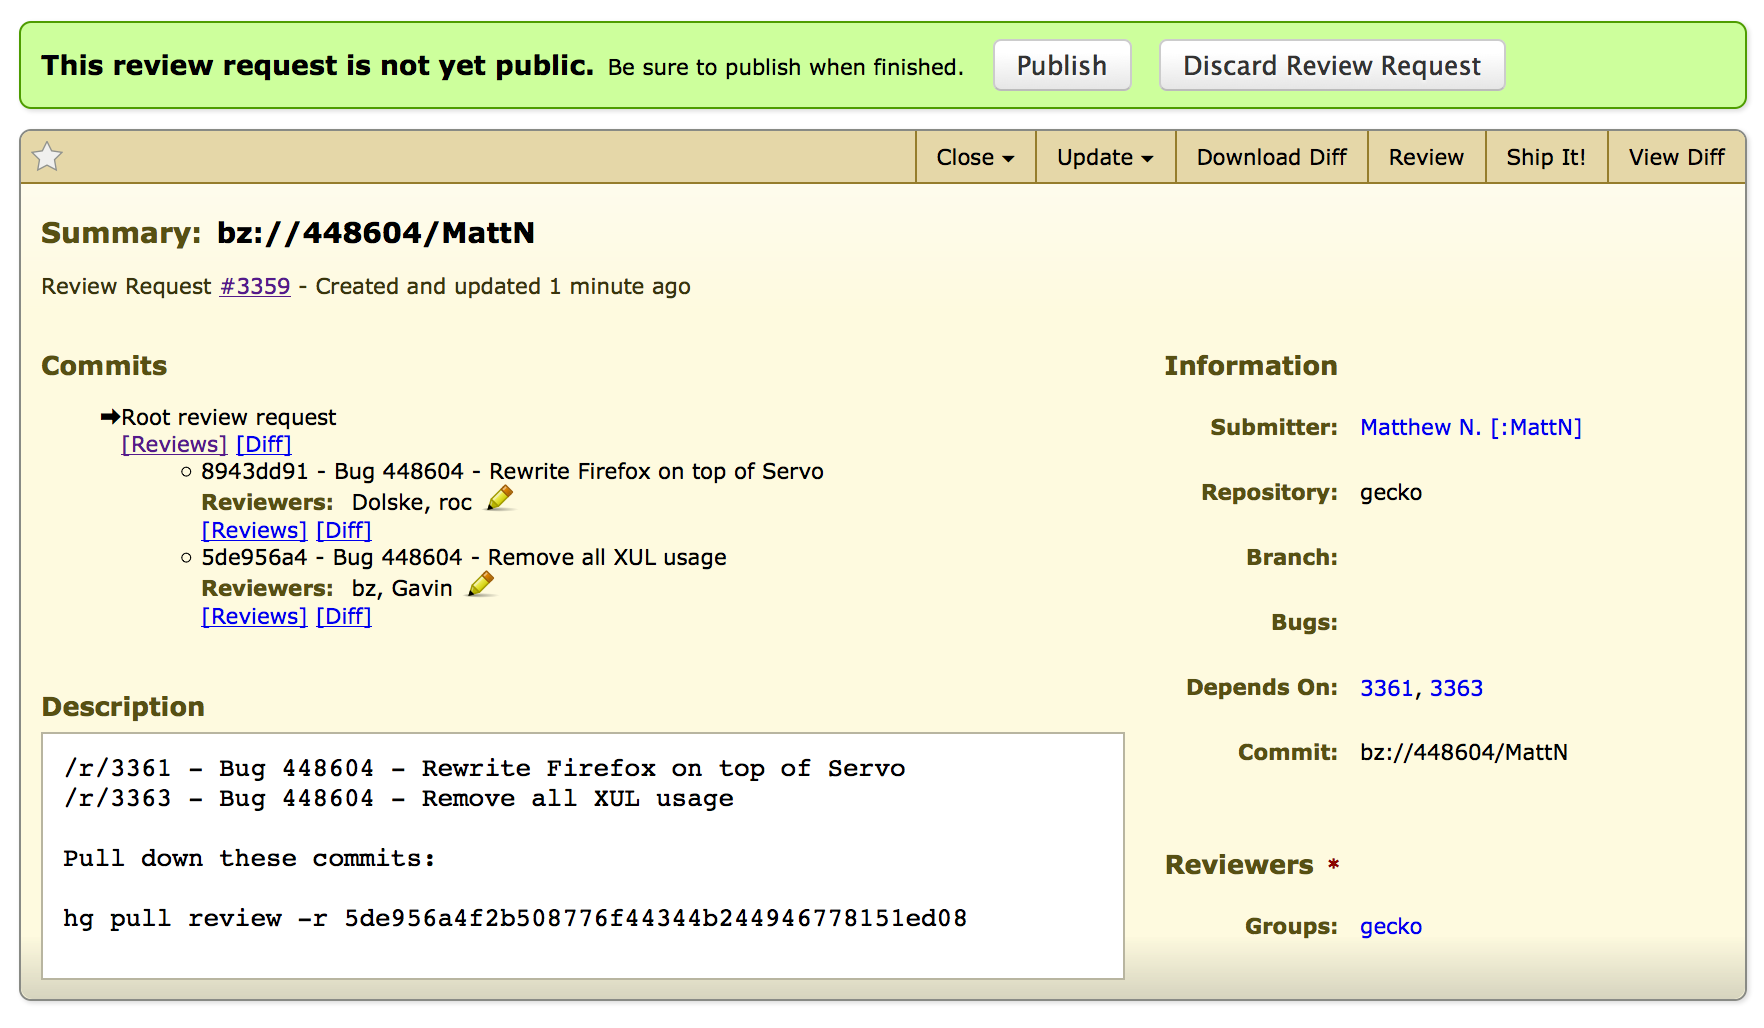 This review request is not yet public. Be sure to publish when finished. Publish Discard Review Request
Close Update Download Diff Review Ship It! View Diff
Summary: bz://448604/MattN
Review Request #3359 - Created and updated 1 minute ago
Commits
Root review request
[Reviews] [Diff]
8943dd91 - Bug 448604 - Rewrite Firefox on top of Servo
Reviewers: Dolske, roc
[Reviews] [Diff]
5de956a4 - Bug 448604 - Remove all XUL usage
Reviewers: bz, Gavin
[Reviews] [Diff]
Description
/r/3361 - Bug 448604 - Rewrite Firefox on top of Servo
/r/3363 - Bug 448604 - Remove all XUL usage
Pull down these commits:
hg pull review -r 5de956a4f2b508776f44344b244946778151ed08
Information
Submitter: Matthew N. [:MattN]
Repository: gecko
Branch:
Bugs:
Depends On: 3361, 3363
Commit: bz://448604/MattN
Reviewers *
Groups: gecko